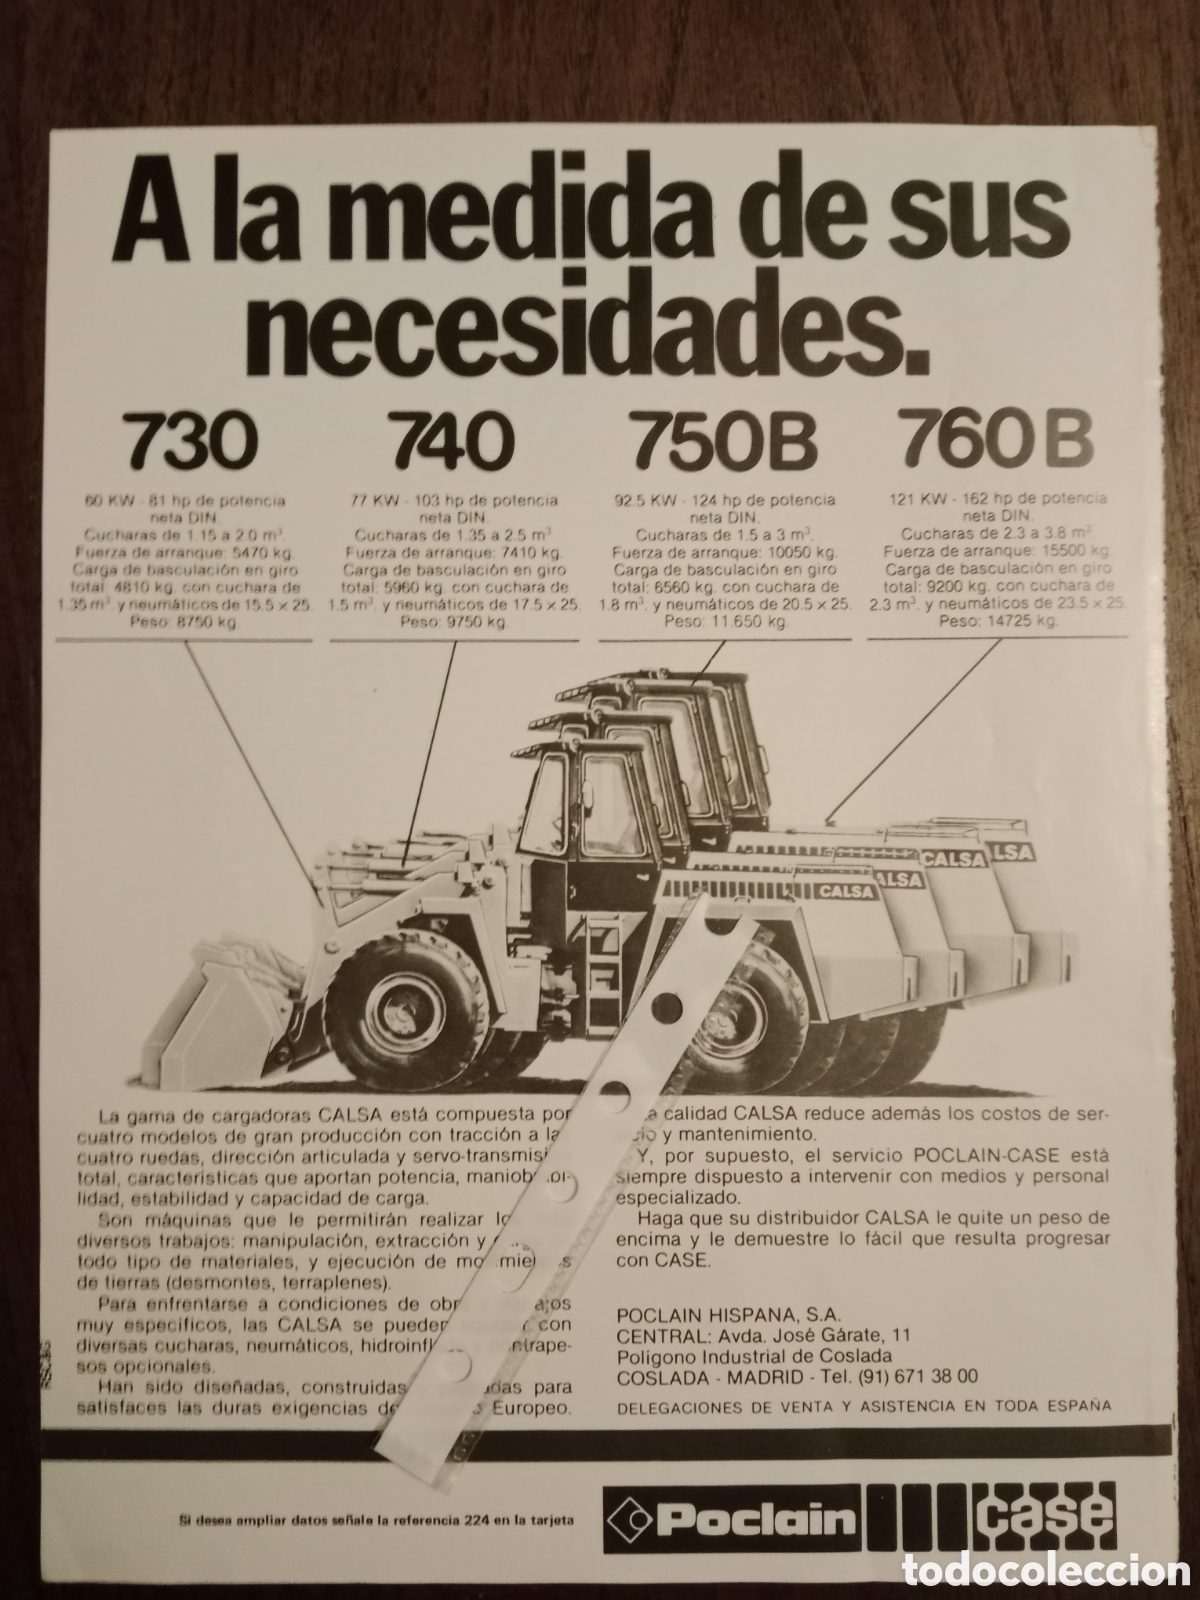 A la medida de sus
necesidades.
730
60 KW - 81 hp de potencia
neta DIN.
Cucharas de 1.15 a 2.0 m³.
Fuerza de arranque: 5470 kg.
Carga de basculación en giro
total: 4810 kg. con cuchara de
1.35 m³. y neumáticos de 15.5 × 25.
Peso: 8750 kg.
740
77 KW - 103 hp de potencia
neta DIN.
Cucharas de 1.35 a 2.5 m³.
Fuerza de arranque: 7410 kg.
Carga de basculación en giro
total: 5960 kg. con cuchara de
1.5 m³. y neumáticos de 17.5 × 25.
Peso: 9750 kg.
750B
92.5 KW - 124 hp de potencia
neta DIN.
Cucharas de 1.5 a 3 m³.
Fuerza de arranque: 10050 kg.
Carga de basculación en giro
total: 6560 kg. con cuchara de
1.8 m³. y neumáticos de 20.5 × 25.
Peso: 11.650 kg.
760B
121 KW - 162 hp de potencia
neta DIN.
Cucharas de 2.3 a 3.8 m³.
Fuerza de arranque: 15500 kg.
Carga de basculación en giro
total: 9200 kg. con cuchara de
2.3 m³. y neumáticos de 23.5 × 25.
Peso: 14725 kg.
CALSA
ALSA
CALSA
LSA
La gama de cargadoras CALSA está compuesta por
cuatro modelos de gran producción con tracción a la
cuatro ruedas, dirección articulada y
total, características que aportan potencia,
lidad, estabilidad y capacidad de carga.
Son máquinas que le permitirán realizar
diversos trabajos: manipulación, extracción y
todo tipo de materiales, y ejecución de
de tierras (desmontes, terraplenes).
Para enfrentarse a condiciones de
muy específicos, las CALSA se con
diversas cucharas, neumáticos,
sos opcionales.
Han sido diseñadas, construidas para
satisfaces las duras exigencias Europeo.
calidad CALSA reduce además los costos de ser-
y mantenimiento.
Y, por supuesto, el servicio POCLAIN-CASE está
siempre dispuesto a intervenir con medios y personal
especializado.
Haga que su distribuidor CALSA le quite un peso de
encima y le demuestre lo fácil que resulta progresar
con CASE.
POCLAIN HISPANA, S.A.
CENTRAL: Avda. José Gárate, 11
Polígono Industrial de Coslada
COSLADA - MADRID - Tel. (91) 671 38 00
DELEGACIONES DE VENTA Y ASISTENCIA EN TODA ESPAÑA
Si desea ampliar datos señale la referencia 224 en la tarjeta
Poclain
case
todocoleccion